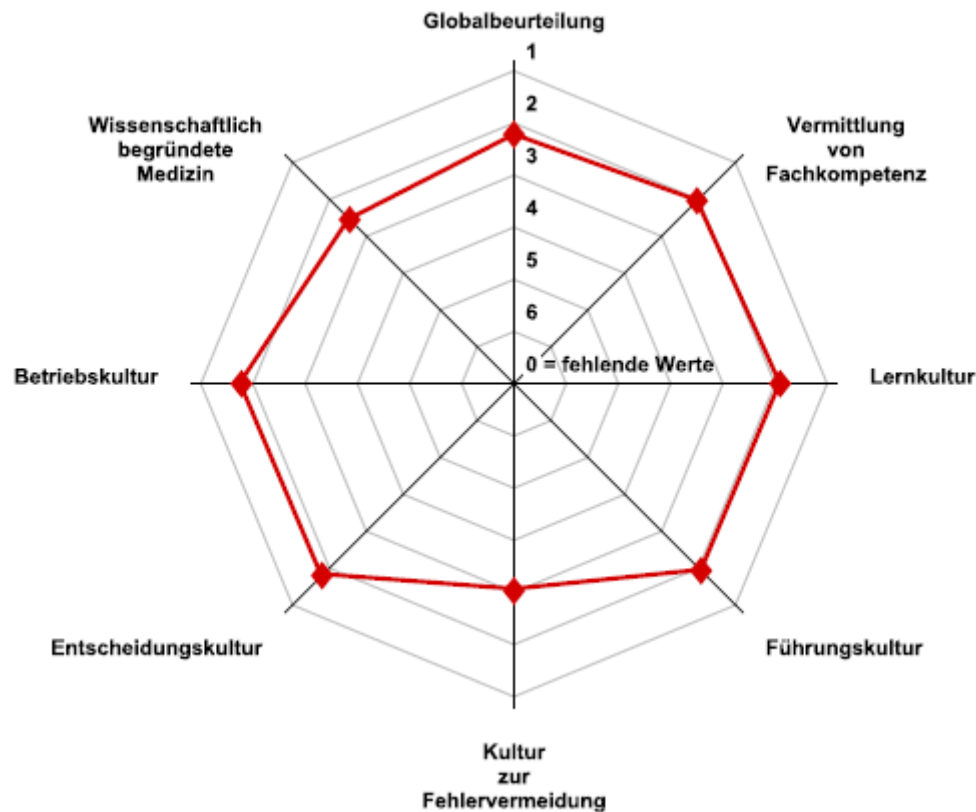 Globalbeurteilung
1
2
3
4
5
6
0 = fehlende Werte
Vermittlung
von
Fachkompetenz
Lernkultur
Führungskultur
Kultur
zur
Fehlervermeidung
Entscheidungskultur
Betriebskultur
Wissenschaftlich
begründete
Medizin